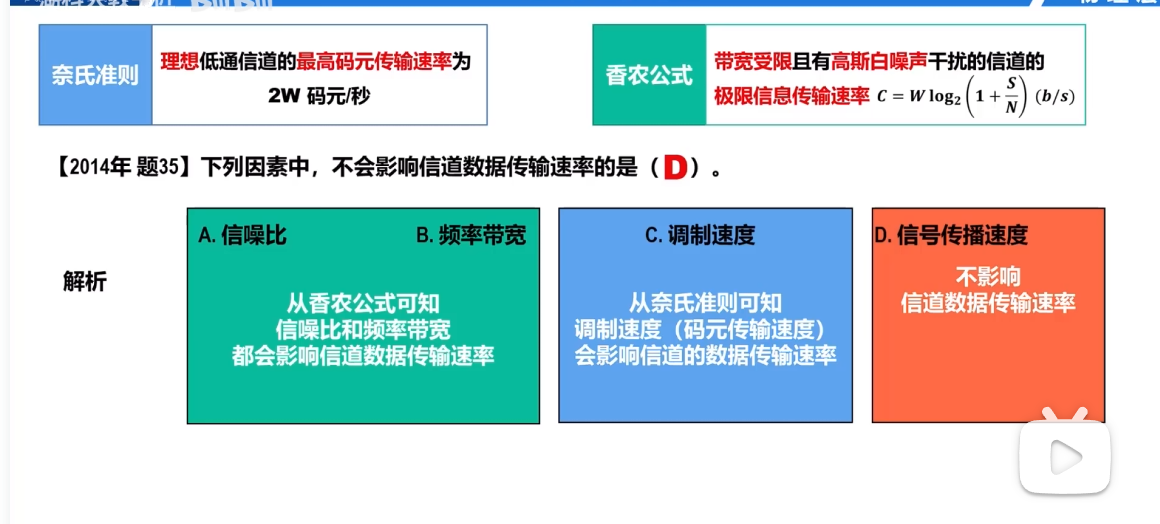 奈氏准则
理想低通信道的最高码元传输速率为
2W 码元/秒
香农公式
带宽受限且有高斯白噪声干扰的信道的
极限信息传输速率 C = W log₂(1 + S/N) (b/s)
【2014年 题35】下列因素中，不会影响信道数据传输速率的是（D）。
解析
A. 信噪比 B. 频率带宽
从香农公式可知
信噪比和频率带宽
都会影响信道数据传输速率
C. 调制速度
从奈氏准则可知
调制速度（码元传输速度）
会影响信道的数据传输速率
D. 信号传播速度
不影响
信道数据传输速率